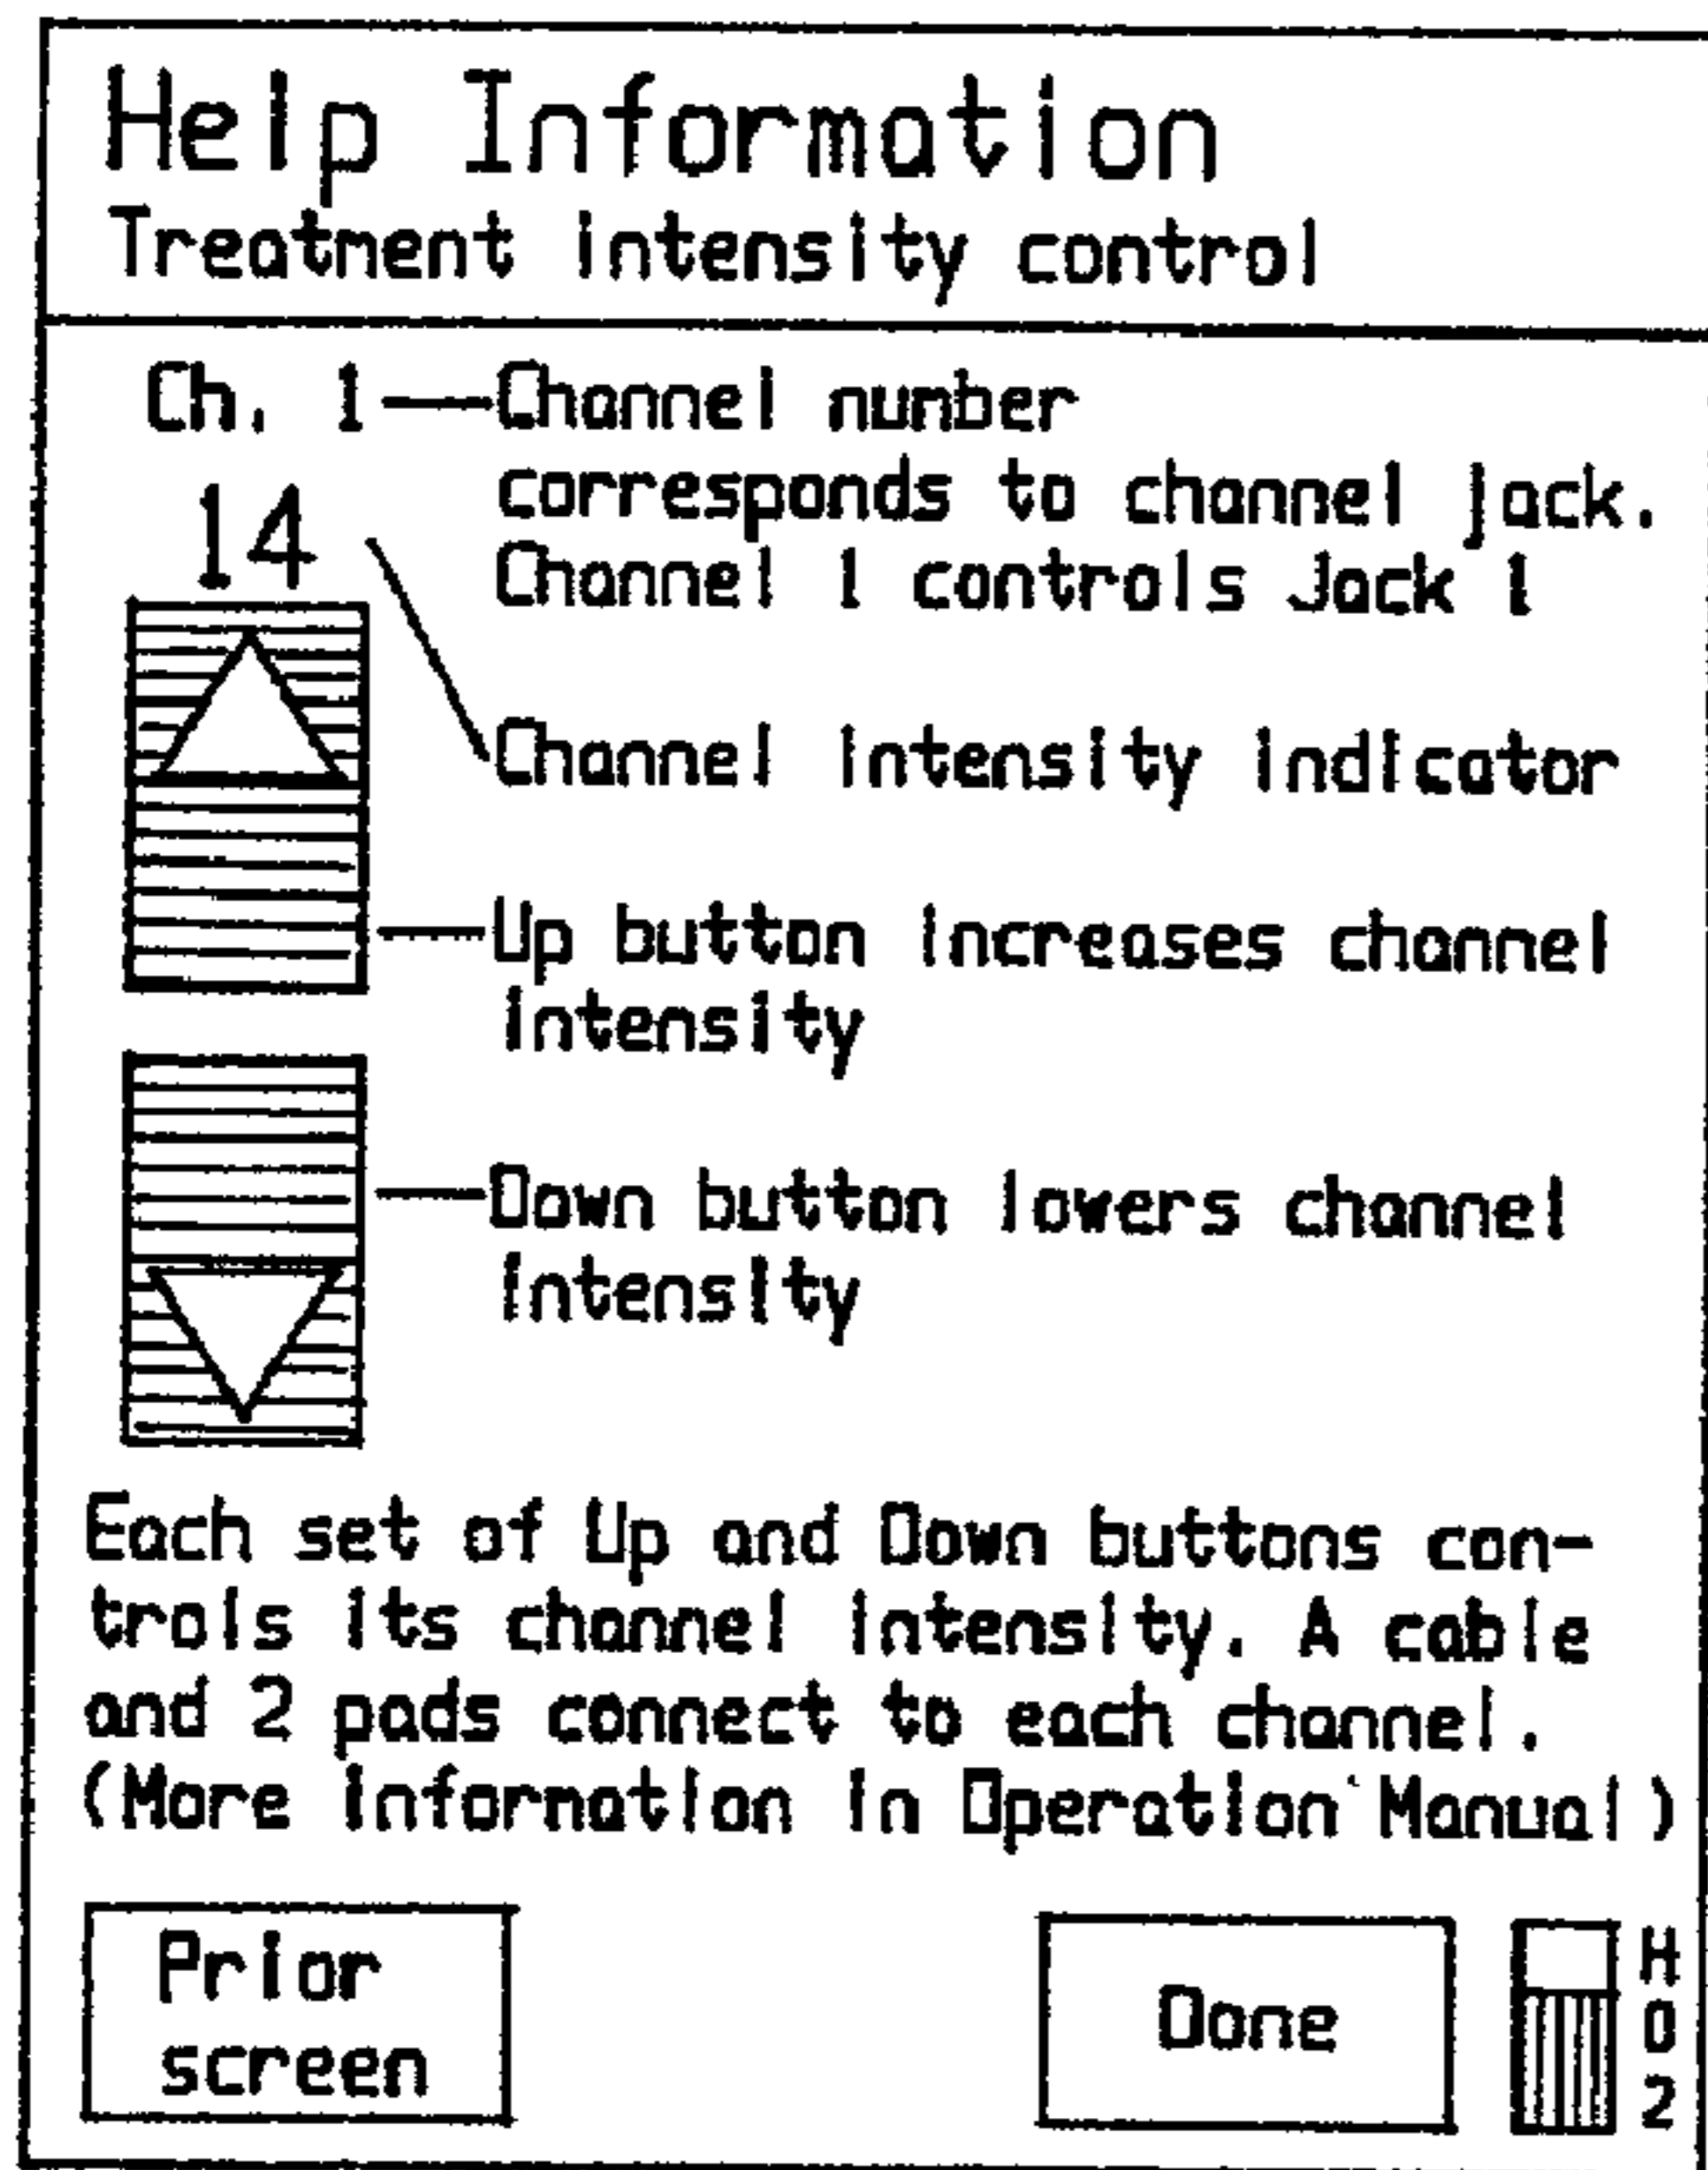 Help Information
Treatment intensity control
Ch. 1
Channel number
corresponds to channel jack.
Channel 1 controls Jack 1
14
Channel intensity indicator
Up button increases channel
intensity
Down button lowers channel
intensity
Each set of Up and Down buttons con-
trols its channel intensity. A cable
and 2 pads connect to each channel.
(More information in Operation Manual)
Prior
screen
Done
H
0
2